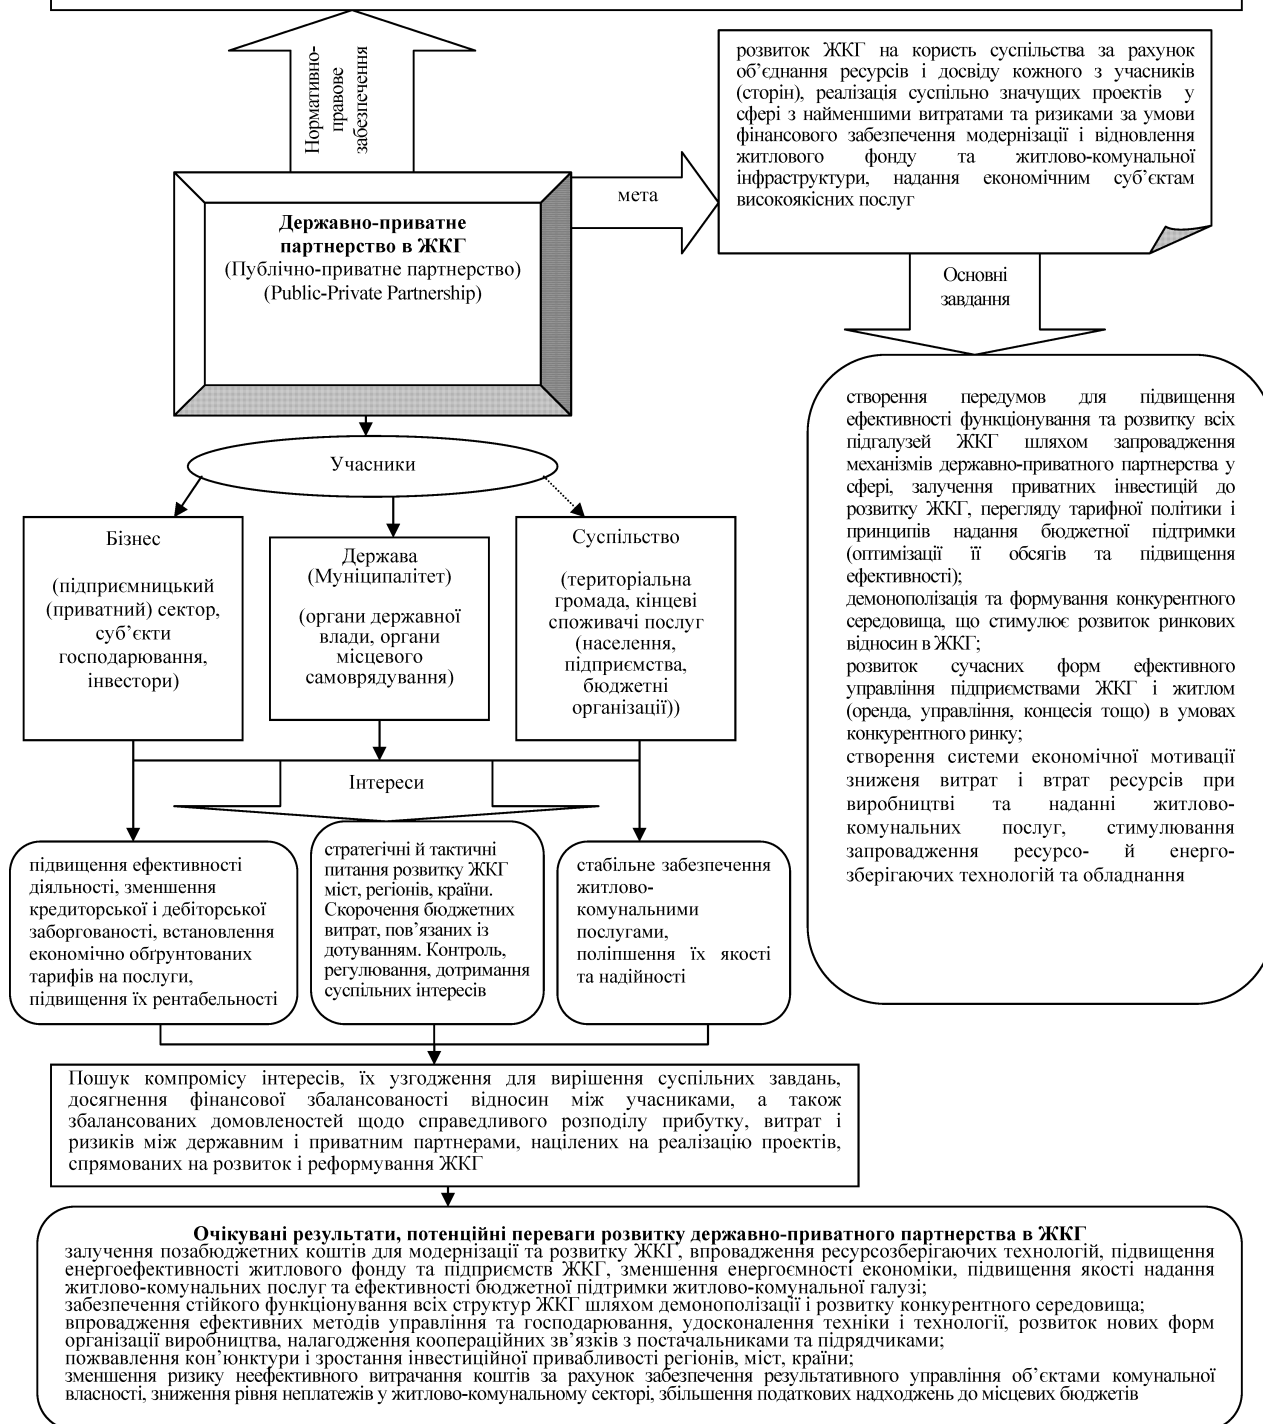 Нормативно-
правове
забезпечення
розвиток ЖКГ на користь суспільства за рахунок
об’єднання ресурсів і досвіду кожного з учасників
(сторін), реалізація суспільно значущих проектів у
сфері з найменшими витратами та ризиками за умови
фінансового забезпечення модернізації і відновлення
житлового фонду та житлово-комунальної
інфраструктури, надання економічним суб’єктам
високоякісних послуг
Державно-приватне
партнерство в ЖКГ
(Публічно-приватне партнерство)
(Public-Private Partnership)
мета
Основні
завдання
створення передумов для підвищення
ефективності функціонування та розвитку всіх
підгалузей ЖКГ шляхом запровадження
механізмів державно-приватного партнерства у
сфері, залучення приватних інвестицій до
розвитку ЖКГ, перегляду тарифної політики і
принципів надання бюджетної підтримки
(оптимізації її обсягів та підвищення
ефективності);
демонополізація та формування конкурентного
середовища, що стимулює розвиток ринкових
відносин в ЖКГ;
розвиток сучасних форм ефективного
управління підприємствами ЖКГ і житлом
(оренда, управління, концесія тощо) в умовах
конкурентного ринку;
створення системи економічної мотивації
зниженя витрат і втрат ресурсів при
виробництві та наданні житлово-
комунальних послуг, стимулювання
запровадження ресурсо- й енерго-
зберігаючих технологій та обладнання
Учасники
Бізнес
(підприємницький
(приватний) сектор,
суб’єкти
господарювання,
інвестори)
Держава
(Муніципалітет)
(органи державної
влади, органи
місцевого
самоврядування)
Суспільство
(територіальна
громада, кінцеві
споживачі послуг
(населення,
підприємства,
бюджетні
організації))
Інтереси
підвищення ефективності
діяльності, зменшення
кредиторської і дебіторської
заборгованості, встановлення
економічно обґрунтованих
тарифів на послуги,
підвищення їх рентабельності
стратегічні й тактичні
питання розвитку ЖКГ
міст, регіонів, країни.
Скорочення бюджетних
витрат, пов’язаних із
дотуванням. Контроль,
регулювання, дотримання
суспільних інтересів
стабільне забезпечення
житлово-
комунальними
послугами,
поліпшення їх якості
та надійності
Пошук компромісу інтересів, їх узгодження для вирішення суспільних завдань,
досягнення фінансової збалансованості відносин між учасниками, а також
збалансованих домовленостей щодо справедливого розподілу прибутку, витрат і
ризиків між державним і приватним партнерами, націлених на реалізацію проектів,
спрямованих на розвиток і реформування ЖКГ
Очікувані результати, потенційні переваги розвитку державно-приватного партнерства в ЖКГ
залучення позабюджетних коштів для модернізації та розвитку ЖКГ, впровадження ресурсозберігаючих технологій, підвищення
енергоефективності житлового фонду та підприємств ЖКГ, зменшення енергоємності економіки, підвищення якості надання
житлово-комунальних послуг та ефективності бюджетної підтримки житлово-комунальної галузі;
забезпечення стійкого функціонування всіх структур ЖКГ шляхом демонополізації і розвитку конкурентного середовища;
впровадження ефективних методів управління та господарювання, удосконалення техніки і технології, розвиток нових форм
організації виробництва, налагодження коопераційних зв’язків з постачальниками та підрядчиками;
пожвавлення кон’юнктури і зростання інвестиційної привабливості регіонів, міст, країни;
зменшення ризику неефективного витрачання коштів за рахунок забезпечення результативного управління об’єктами комунальної
власності, зниження рівня неплатежів у житлово-комунальному секторі, збільшення податкових надходжень до місцевих бюджетів